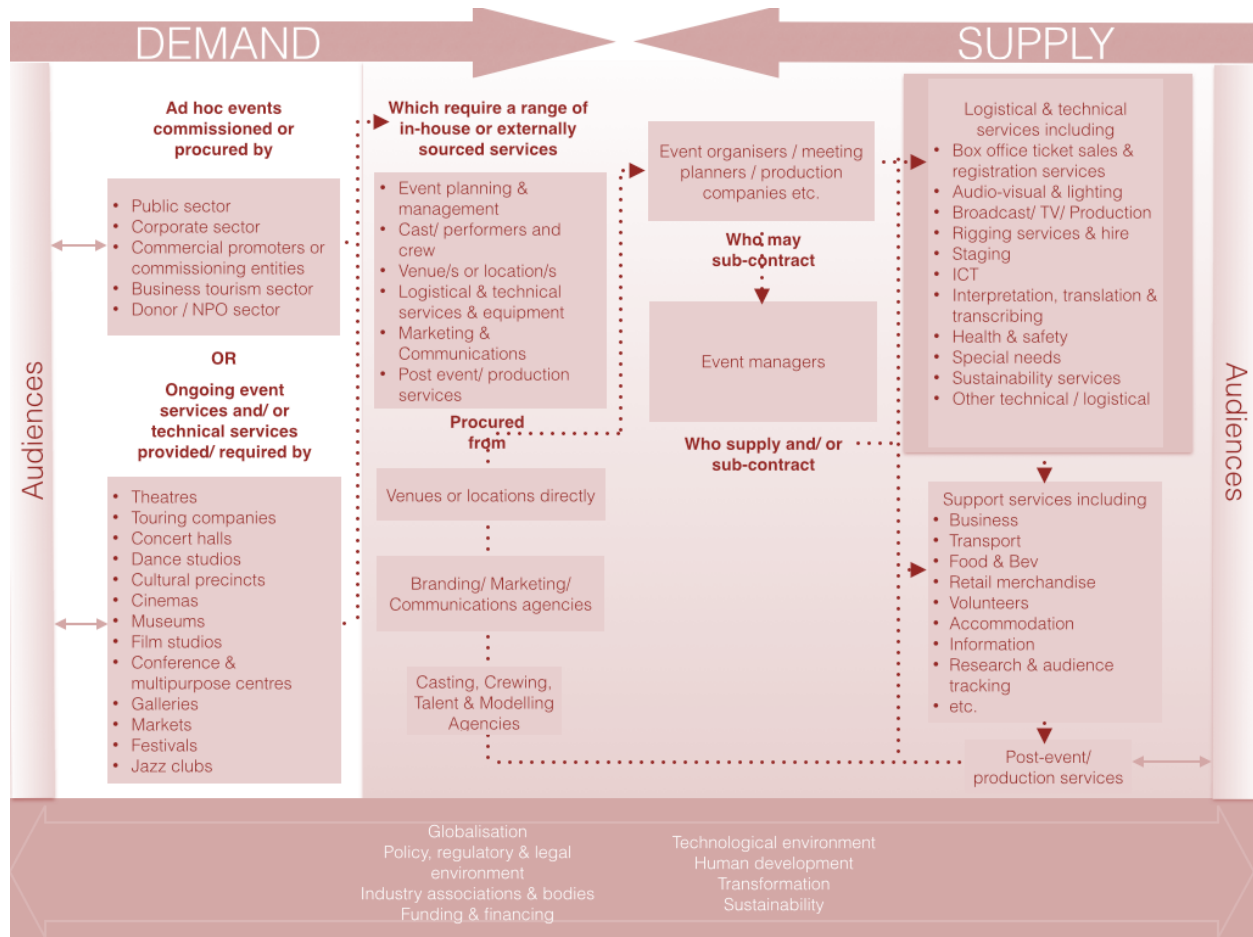 DEMAND
SUPPLY
Audiences
Ad hoc events
commissioned or
procured by
• Public sector
• Corporate sector
• Commercial promoters or
commissioning entities
• Business tourism sector
• Donor / NPO sector
OR
Ongoing event
services and/ or
technical services
provided/ required by
• Theatres
• Touring companies
• Concert halls
• Dance studios
• Cultural precincts
• Cinemas
• Museums
• Film studios
• Conference &
multipurpose centres
• Galleries
• Markets
• Festivals
• Jazz clubs
Which require a range of
in-house or externally
sourced services
• Event planning &
management
• Cast/ performers and
crew
• Venue/s or location/s
• Logistical & technical
services & equipment
• Marketing &
Communications
• Post event/ production
services
Procured
from
Venues or locations directly
Branding/ Marketing/
Communications agencies
Casting, Crewing,
Talent & Modelling
Agencies
Event organisers / meeting
planners / production
companies etc.
Who may
sub-contract
Event managers
Who supply and/ or
sub-contract
Logistical & technical
services including
• Box office ticket sales &
registration services
• Audio-visual & lighting
• Broadcast/ TV/ Production
• Rigging services & hire
• Staging
• ICT
• Interpretation, translation &
transcribing
• Health & safety
• Special needs
• Sustainability services
• Other technical / logistical
Support services including
• Business
• Transport
• Food & Bev
• Retail merchandise
• Volunteers
• Accommodation
• Information
• Research & audience
tracking
• etc.
Post-event/
production services
Audiences
Globalisation
Policy, regulatory & legal
environment
Industry associations & bodies
Funding & financing
Technological environment
Human development
Transformation
Sustainability